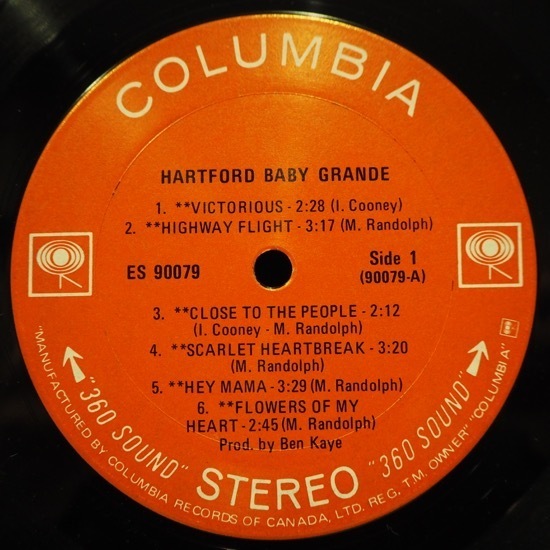 COLUMBIA
HARTFORD BABY GRANDE
1. **VICTORIOUS - 2:28 (I. Cooney)
2. **HIGHWAY FLIGHT - 3:17 (M. Randolph)
ES 90079
Side 1
(90079-A)
3. **CLOSE TO THE PEOPLE - 2:12
(I. Cooney - M. Randolph)
4. **SCARLET HEARTBREAK - 3:20
(M. Randolph)
5. **HEY MAMA - 3:29 (M. Randolph)
6. **FLOWERS OF MY
HEART - 2:45 (M. Randolph)
Prod. by Ben Kaye
"360 SOUND" STEREO "360 SOUND"
"MANUFACTURED BY COLUMBIA RECORDS OF CANADA, LTD. REG. T.M. OWNER" "COLUMBIA"